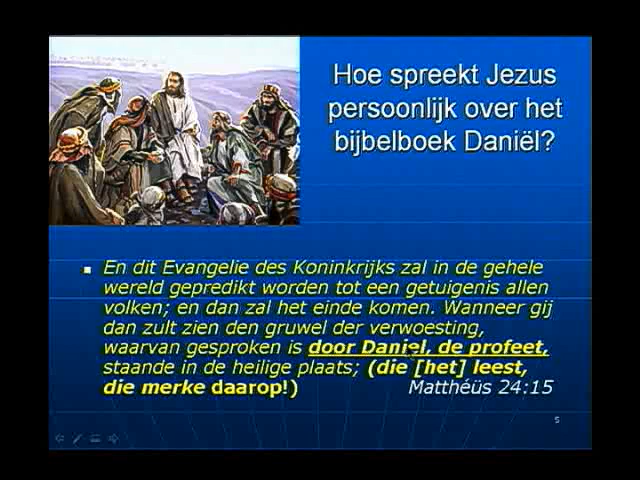 Hoe spreekt Jezus
persoonlijk over het
bijbelboek Daniël?
En dit Evangelie des Koninkrijks zal in de gehele
wereld gepredikt worden tot een getuigenis allen
volken; en dan zal het einde komen. Wanneer gij
dan zult zien den gruwel der verwoesting,
waarvan gesproken is door Daniel, de profeet,
staande in de heilige plaats; (die [het] leest,
die merke daarop!) Matthéüs 24:15
5